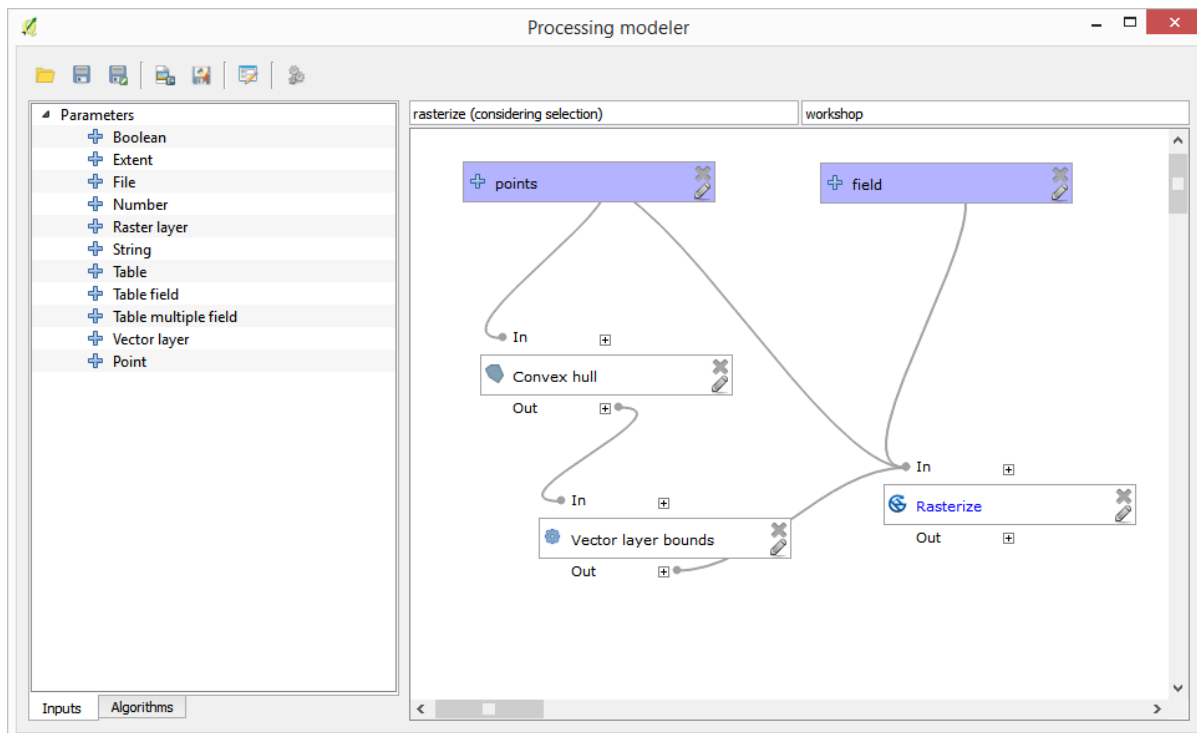 Processing modeler
Parameters
Boolean
Extent
File
Number
Raster layer
String
Table
Table field
Table multiple field
Vector layer
Point
Inputs Algorithms
rasterize (considering selection) workshop
points field
In
Convex hull
Out
In
Rasterize
Out
In
Vector layer bounds
Out